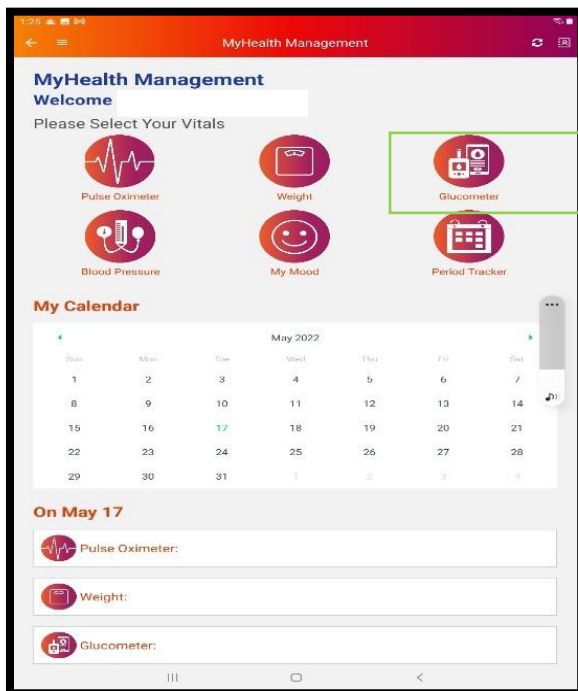 1:25
MyHealth Management
MyHealth Management
Welcome
Please Select Your Vitals
Pulse Oximeter Weight Glucometer
Blood Pressure My Mood Period Tracker
My Calendar
May 2022
Sun Mon Tue Wed Thu Fri Sat
1 2 3 4 5 6 7
8 9 10 11 12 13 14
15 16 17 18 19 20 21
22 23 24 25 26 27 28
29 30 31 1 2 3 4
On May 17
Pulse Oximeter:
Weight:
Glucometer: